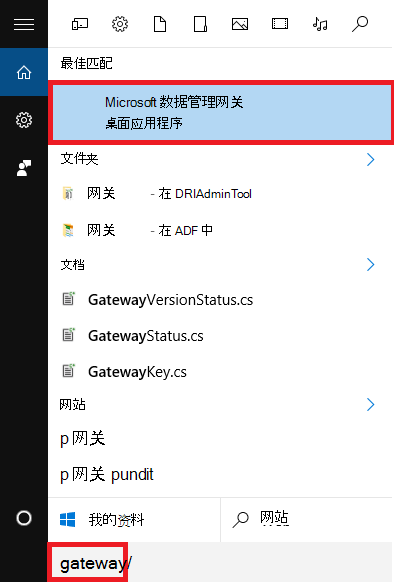 最佳匹配
Microsoft 数据管理网关
桌面应用程序
文件夹
网关 - 在 DRIAdminTool
网关 - 在 ADF 中
文档
GatewayVersionStatus.cs
GatewayStatus.cs
GatewayKey.cs
网站
p 网关
p 网关 pundit
我的资料 网站
gateway/